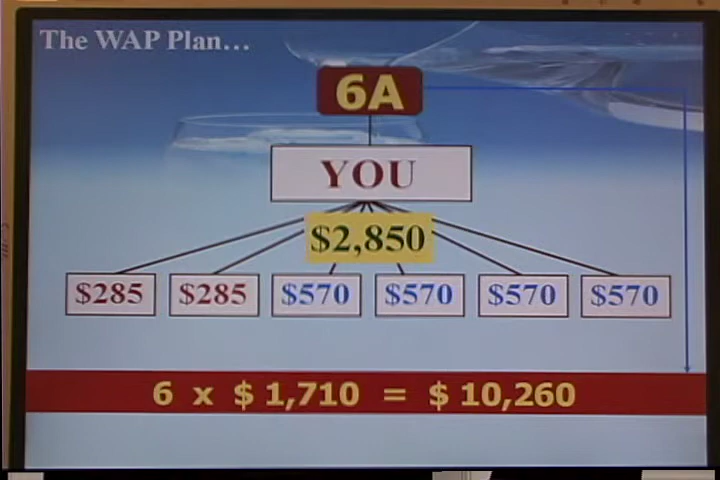 The WAP Plan...
6A
YOU
$2,850
$285 $285 $570 $570 $570 $570
6 x $ 1,710 = $ 10,260